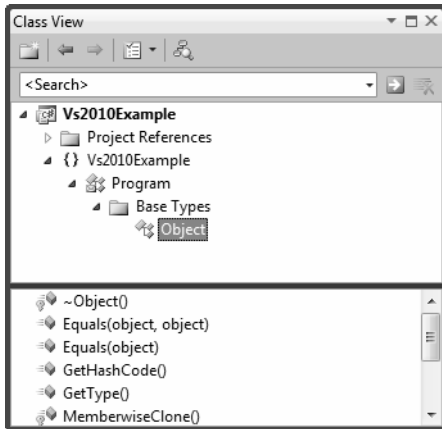 Class View
<Search>
Vs2010Example
Project References
{} Vs2010Example
Program
Base Types
Object
~Object()
Equals(object, object)
Equals(object)
GetHashCode()
GetType()
MemberwiseClone()